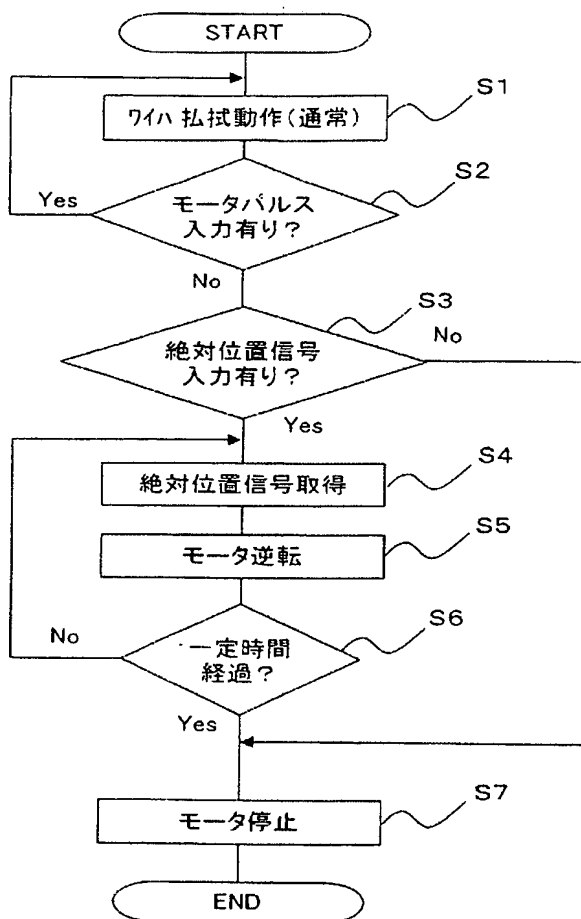 START
S1
ワイハ 払拭動作(通常)
S2
Yes
モータパルス
入力有り?
No
S3
No
絶対位置信号
入力有り?
Yes
S4
絶対位置信号取得
S5
モータ逆転
S6
No
一定時間
経過?
Yes
S7
モータ停止
END